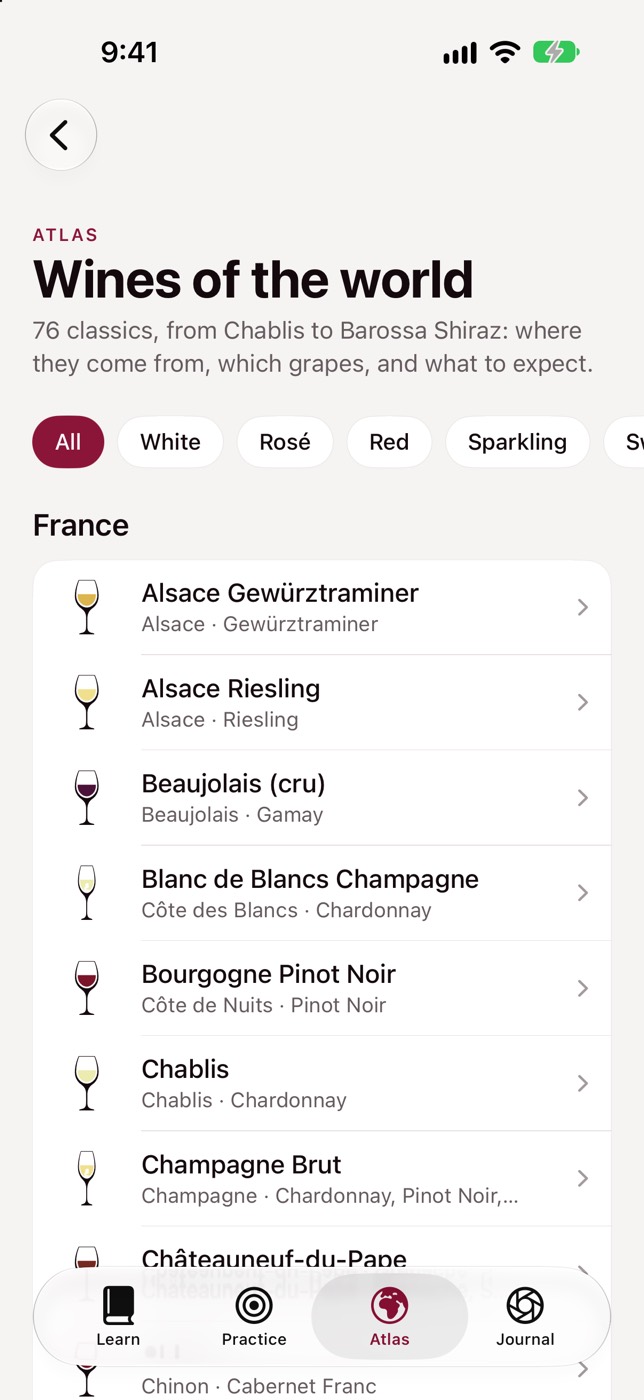 9:41
ATLAS
Wines of the world
76 classics, from Chablis to Barossa Shiraz: where
they come from, which grapes, and what to expect.
All
White
Rosé
Red
Sparkling
France
Alsace Gewürztraminer
Alsace · Gewürztraminer
Alsace Riesling
Alsace · Riesling
Beaujolais (cru)
Beaujolais · Gamay
Blanc de Blancs Champagne
Côte des Blancs · Chardonnay
Bourgogne Pinot Noir
Côte de Nuits · Pinot Noir
Chablis
Chablis · Chardonnay
Champagne Brut
Champagne · Chardonnay, Pinot Noir,...
Châteauneuf-du-Pape
Learn
Practice
Atlas
Journal
Chinon · Cabernet Franc